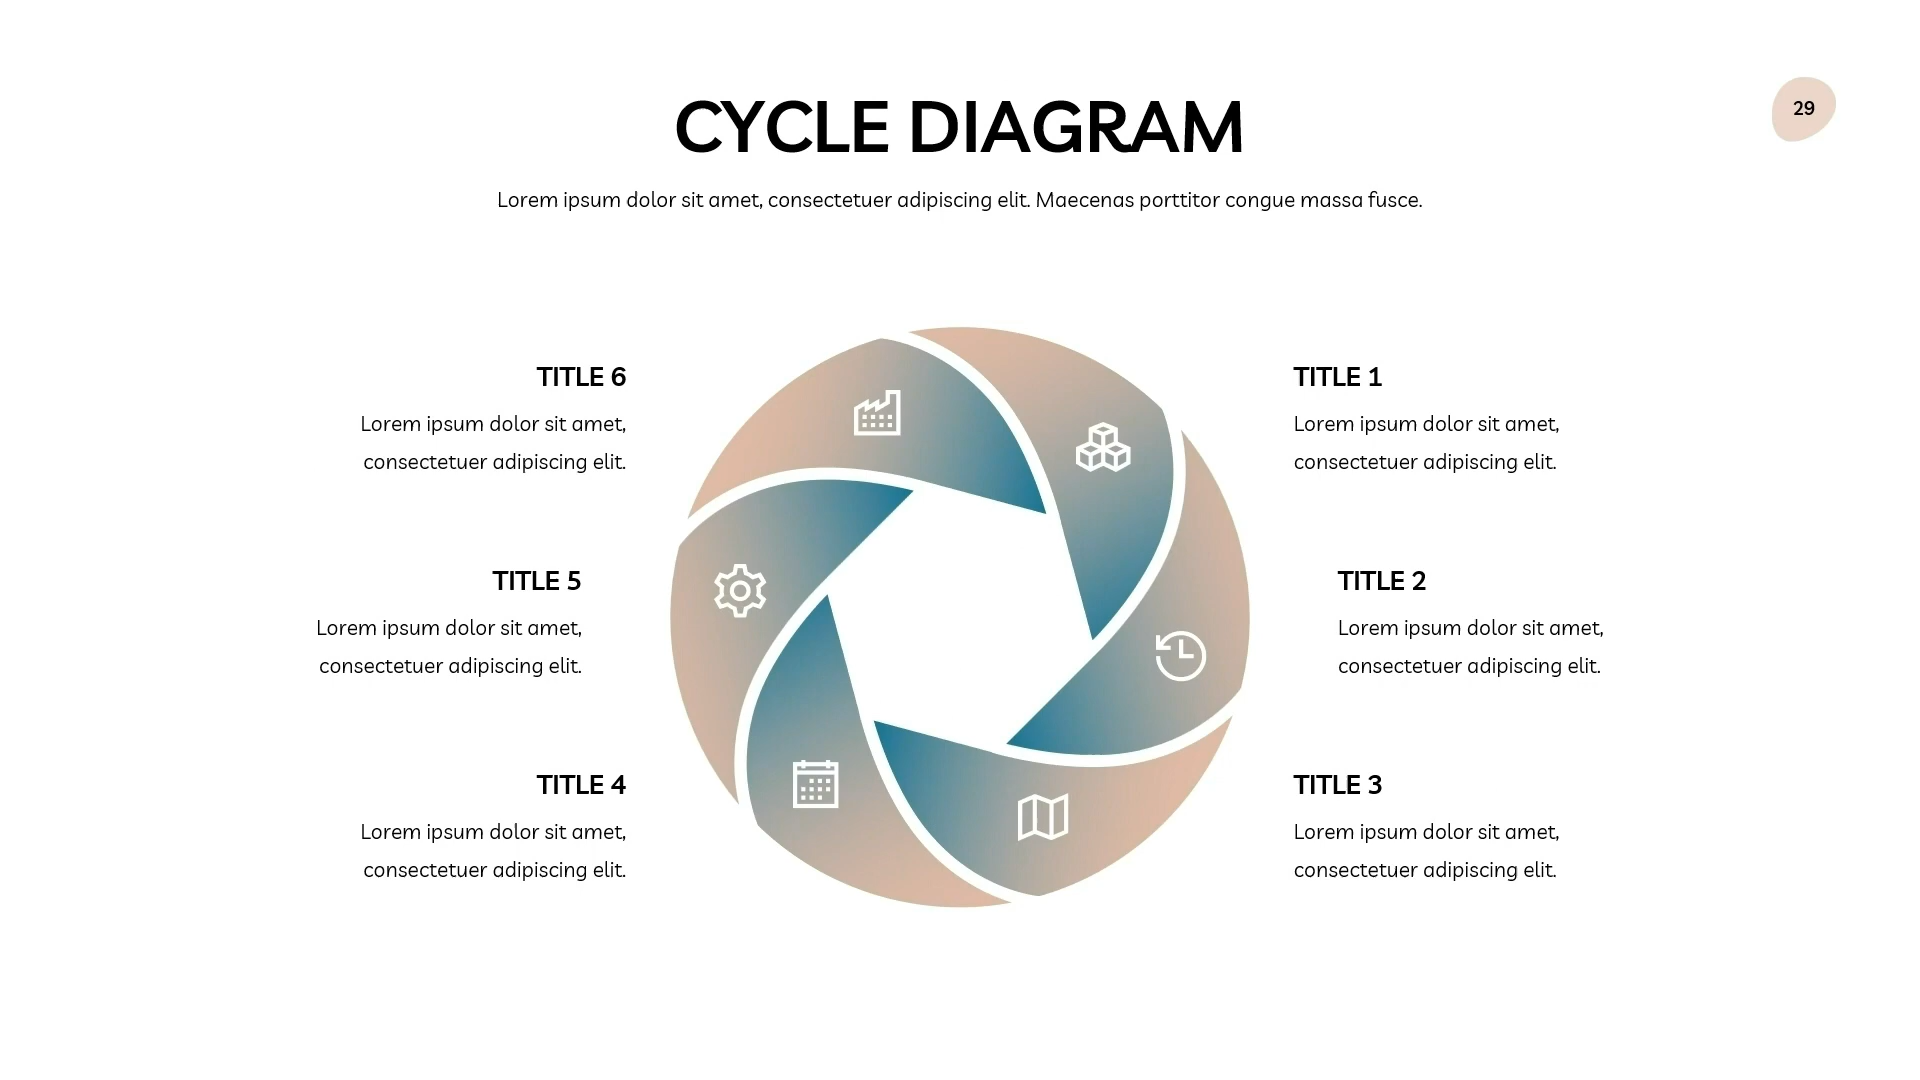 CYCLE DIAGRAM
29
Lorem ipsum dolor sit amet, consectetuer adipiscing elit. Maecenas porttitor congue massa fusce.
TITLE 1
Lorem ipsum dolor sit amet,
consectetuer adipiscing elit.
TITLE 2
Lorem ipsum dolor sit amet,
consectetuer adipiscing elit.
TITLE 3
Lorem ipsum dolor sit amet,
consectetuer adipiscing elit.
TITLE 4
Lorem ipsum dolor sit amet,
consectetuer adipiscing elit.
TITLE 5
Lorem ipsum dolor sit amet,
consectetuer adipiscing elit.
TITLE 6
Lorem ipsum dolor sit amet,
consectetuer adipiscing elit.